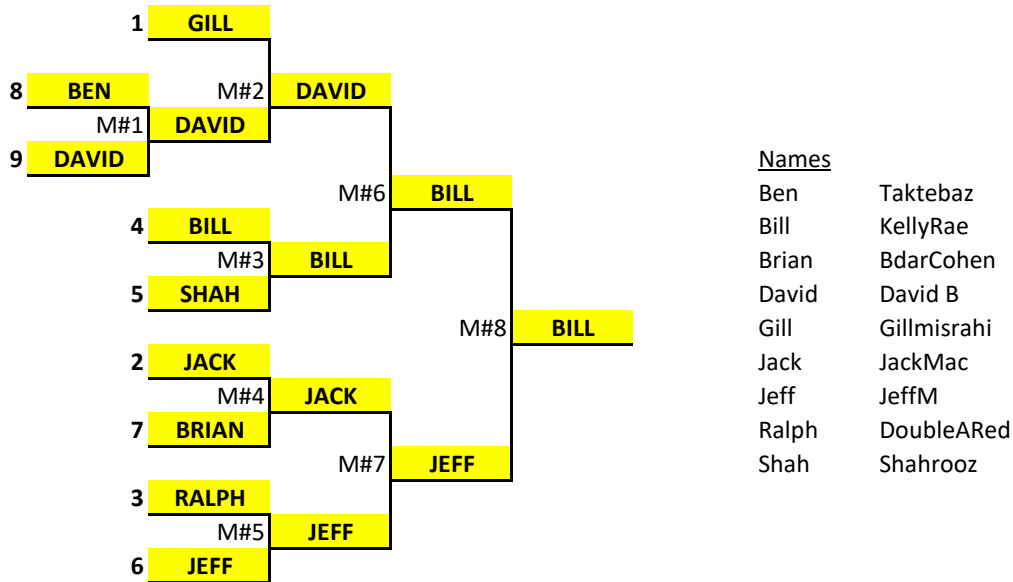 1 GILL
8 BEN M#2 DAVID
M#1 DAVID
9 DAVID
Names
M#6 BILL Ben Taktebaz
4 BILL Bill KellyRae
M#3 BILL Brian BdarCohen
5 SHAH David David B
M#8 BILL Gill Gillmisrahi
2 JACK Jack JackMac
M#4 JACK Jeff JeffM
7 BRIAN Ralph DoubleARed
M#7 JEFF Shah Shahrooz
3 RALPH
M#5 JEFF
6 JEFF